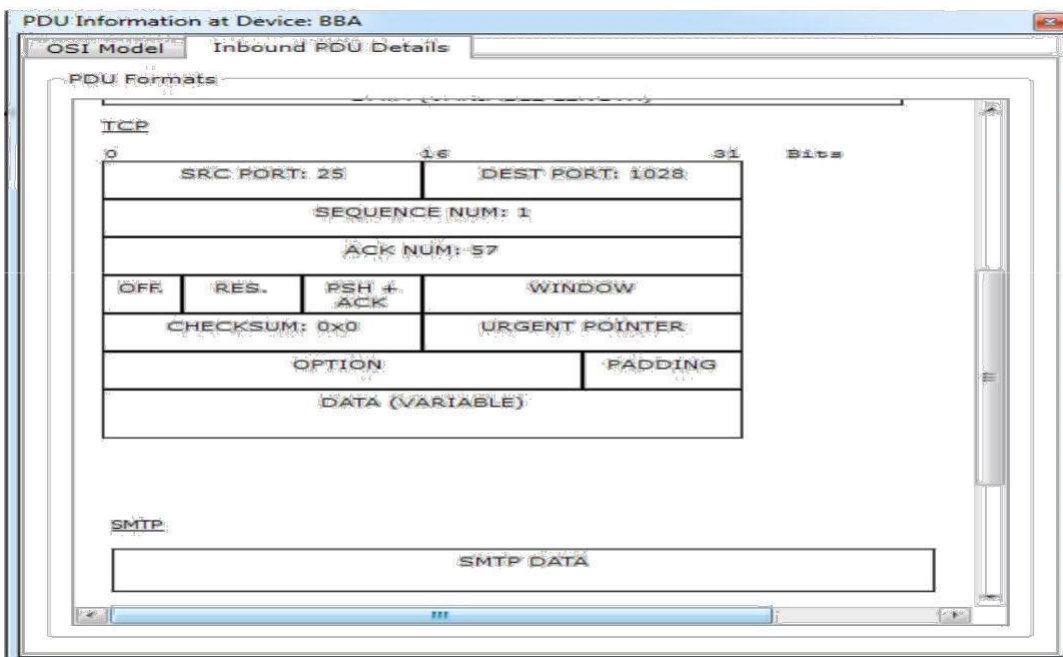 PDU Information at Device: BBA
OSI Model Inbound PDU Details
PDU Formats
TCP
0 16 31 Bits
SRC PORT: 25 DEST PORT: 1028
SEQUENCE NUM: 1
ACK NUM: 57
OFF. RES. PSH + ACK WINDOW
CHECKSUM: 0x0 URGENT POINTER
OPTION PADDING
DATA (VARIABLE)
SMTP
SMTP DATA